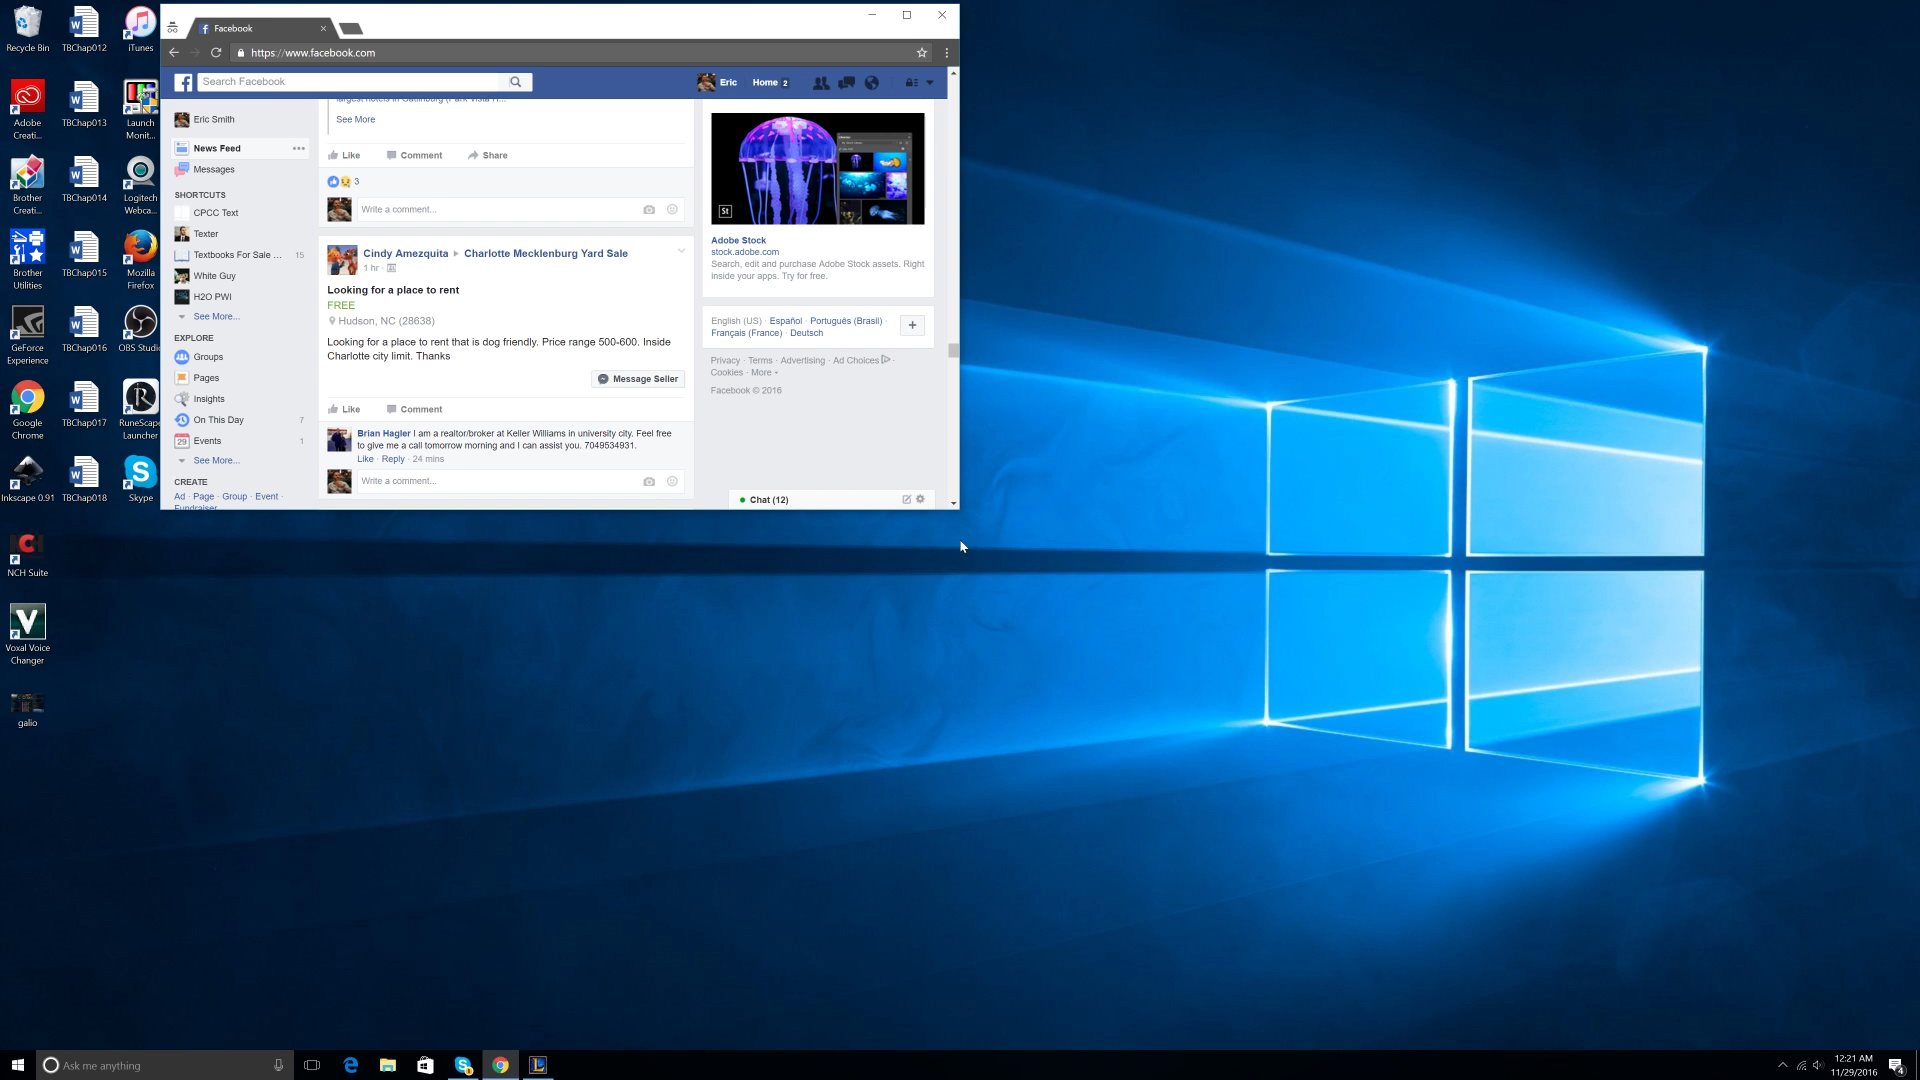 Recycle Bin
TBChap012
iTunes
Adobe
Creati...
TBChap013
Launch
Monit...
Brother
Creati...
TBChap014
Logitech
Webca...
Brother
Utilities
TBChap015
Mozilla
Firefox
GeForce
Experience
TBChap016
OBS Studio
Google
Chrome
TBChap017
RuneScape
Launcher
Inkscape 0.91
TBChap018
Skype
NCH Suite
Voxal Voice
Changer
galio
Facebook
https://www.facebook.com
Search Facebook
Eric
Home 2
Eric Smith
News Feed
Messages
SHORTCUTS
CPCC Text
Texter
Textbooks For Sale ... 15
White Guy
H2O PWI
See More...
EXPLORE
Groups
Pages
Insights
On This Day 7
Events 1
See More...
CREATE
Ad · Page · Group · Event ·
Fundraiser
largest hotels in Gatlinburg (Park Vista H...
See More
Like Comment Share
3
Write a comment...
Cindy Amezquita ▸ Charlotte Mecklenburg Yard Sale
1 hr ·
Looking for a place to rent
FREE
Hudson, NC (28638)
Looking for a place to rent that is dog friendly. Price range 500-600. Inside
Charlotte city limit. Thanks
Message Seller
Like Comment
Brian Hagler I am a realtor/broker at Keller Williams in university city. Feel free
to give me a call tomorrow morning and I can assist you. 7049534931.
Like · Reply · 24 mins
Write a comment...
St
Adobe Stock
stock.adobe.com
Search, edit and purchase Adobe Stock assets. Right
inside your apps. Try for free.
English (US) · Español · Português (Brasil) ·
Français (France) · Deutsch
Privacy · Terms · Advertising · Ad Choices ·
Cookies · More
Facebook © 2016
Chat (12)
Ask me anything
12:21 AM
11/29/2016
4